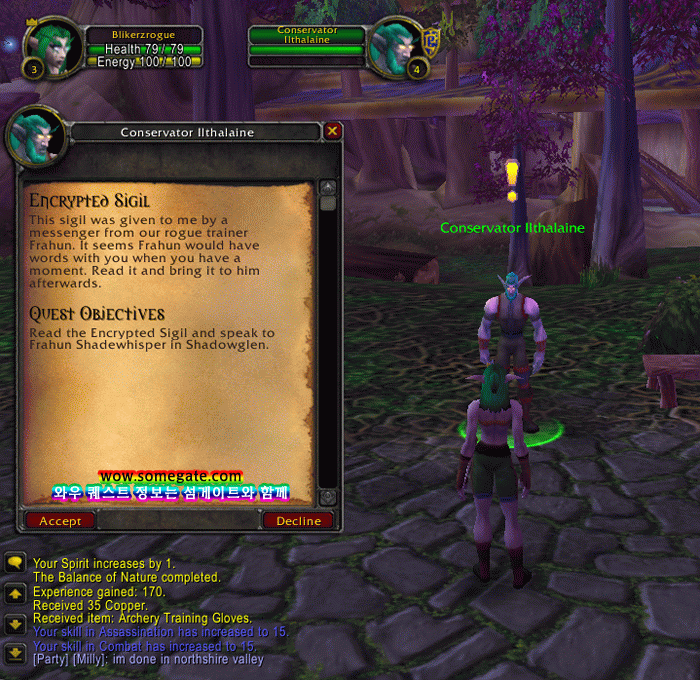 Blikerzrogue
Health 79 / 79
Energy 100 / 100
3
Conservator
Ilthalaine
4
Conservator Ilthalaine
Encrypted Sigil
This sigil was given to me by a
messenger from our rogue trainer
Frahun. It seems Frahun would have
words with you when you have a
moment. Read it and bring it to him
afterwards.
Quest Objectives
Read the Encrypted Sigil and speak to
Frahun Shadewhisper in Shadowglen.
wow.somegate.com
와우 퀘스트 정보는 섬게이트와 함께
Accept
Decline
Conservator Ilthalaine
Your Spirit increases by 1.
The Balance of Nature completed.
Experience gained: 170.
Received 35 Copper.
Received item: Archery Training Gloves.
Your skill in Assassination has increased to 15.
Your skill in Combat has increased to 15.
[Party] [Milly]: im done in northshire valley